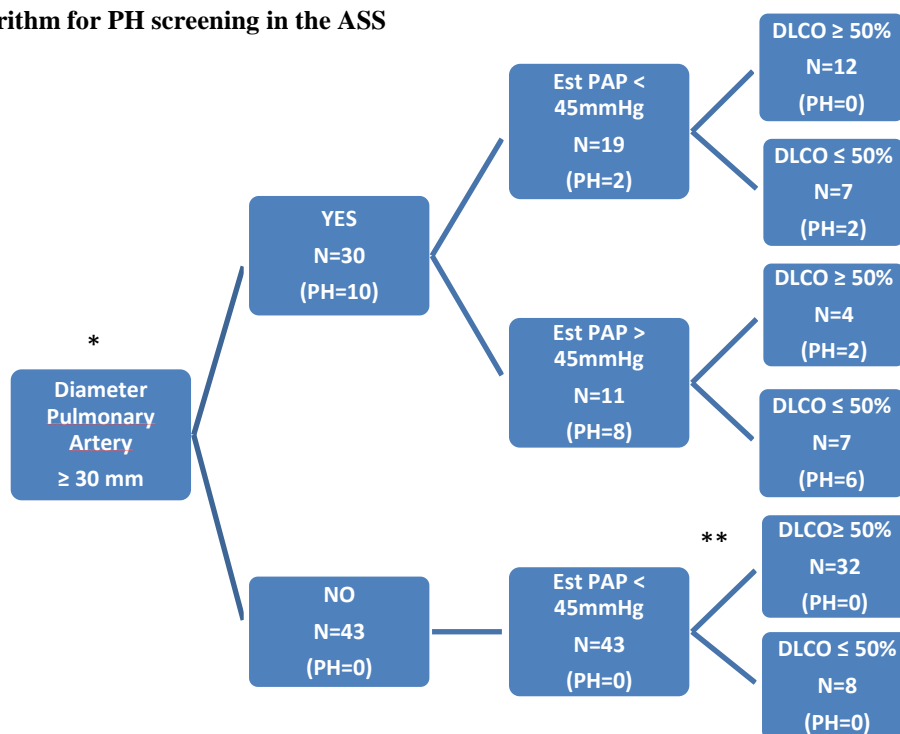 rithm for PH screening in the ASS
DLCO ≥ 50%
N=12
(PH=0)
Est PAP <
45mmHg
N=19
(PH=2)
DLCO ≤ 50%
N=7
(PH=2)
YES
N=30
(PH=10)
DLCO ≥ 50%
N=4
(PH=2)
Est PAP >
45mmHg
N=11
(PH=8)
*
Diameter
Pulmonary
Artery
≥ 30 mm
DLCO ≤ 50%
N=7
(PH=6)
**
DLCO≥ 50%
N=32
(PH=0)
NO
N=43
(PH=0)
Est PAP <
45mmHg
N=43
(PH=0)
DLCO ≤ 50%
N=8
(PH=0)